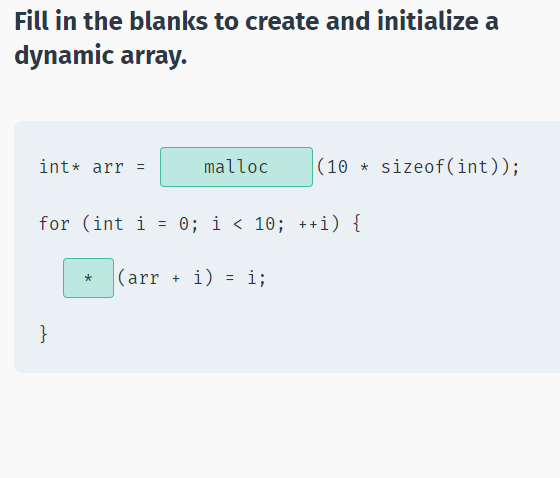 Fill in the blanks to create and initialize a
dynamic array.
int* arr = malloc(10 * sizeof(int));
for (int i = 0; i < 10; ++i) {
*(arr + i) = i;
}